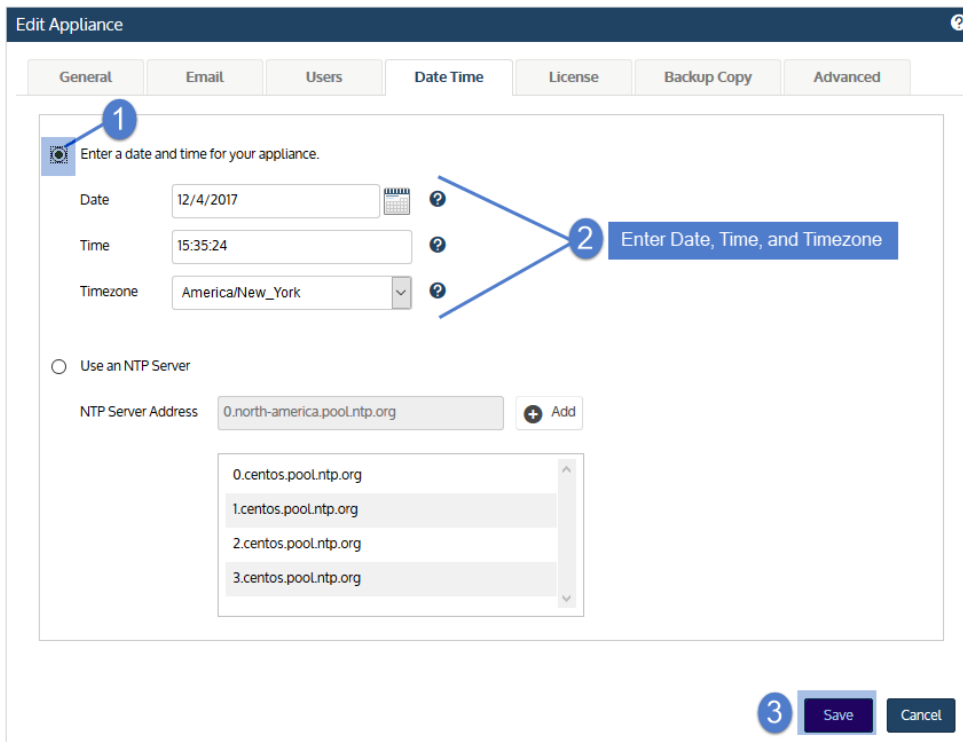 Edit Appliance ?
General Email Users Date Time License Backup Copy Advanced
1
Enter a date and time for your appliance.
Date 12/4/2017 ?
2 Enter Date, Time, and Timezone
Time 15:35:24 ?
Timezone America/New_York ?
Use an NTP Server
NTP Server Address 0.north-america.pool.ntp.org + Add
0.centos.pool.ntp.org
1.centos.pool.ntp.org
2.centos.pool.ntp.org
3.centos.pool.ntp.org
3 Save Cancel